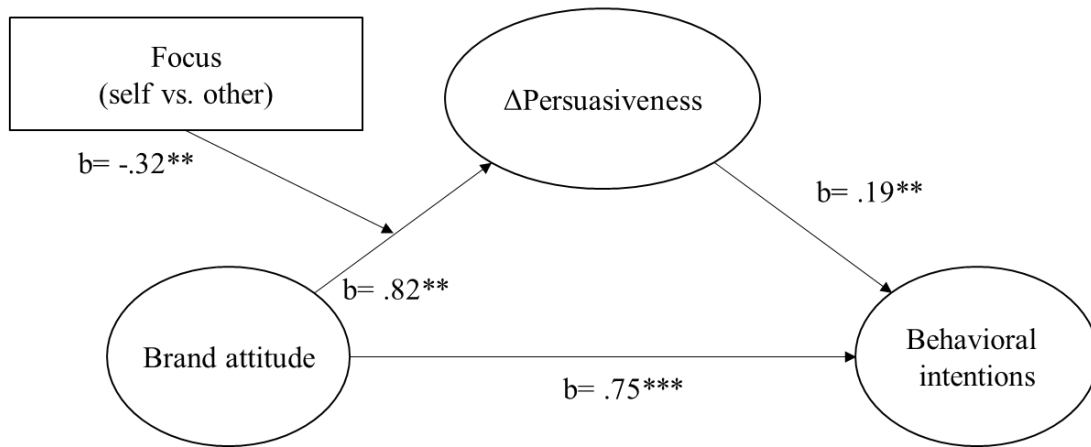 Focus
(self vs. other)
ΔPersuasiveness
b= -.32**
b= .19**
b= .82**
Brand attitude
Behavioral
intentions
b= .75***